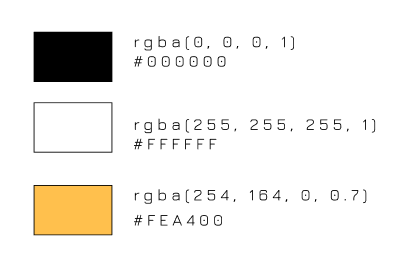 rgba(0, 0, 0, 1)
#000000
rgba(255, 255, 255, 1)
#FFFFFF
rgba(254, 164, 0, 0.7)
#FEA400